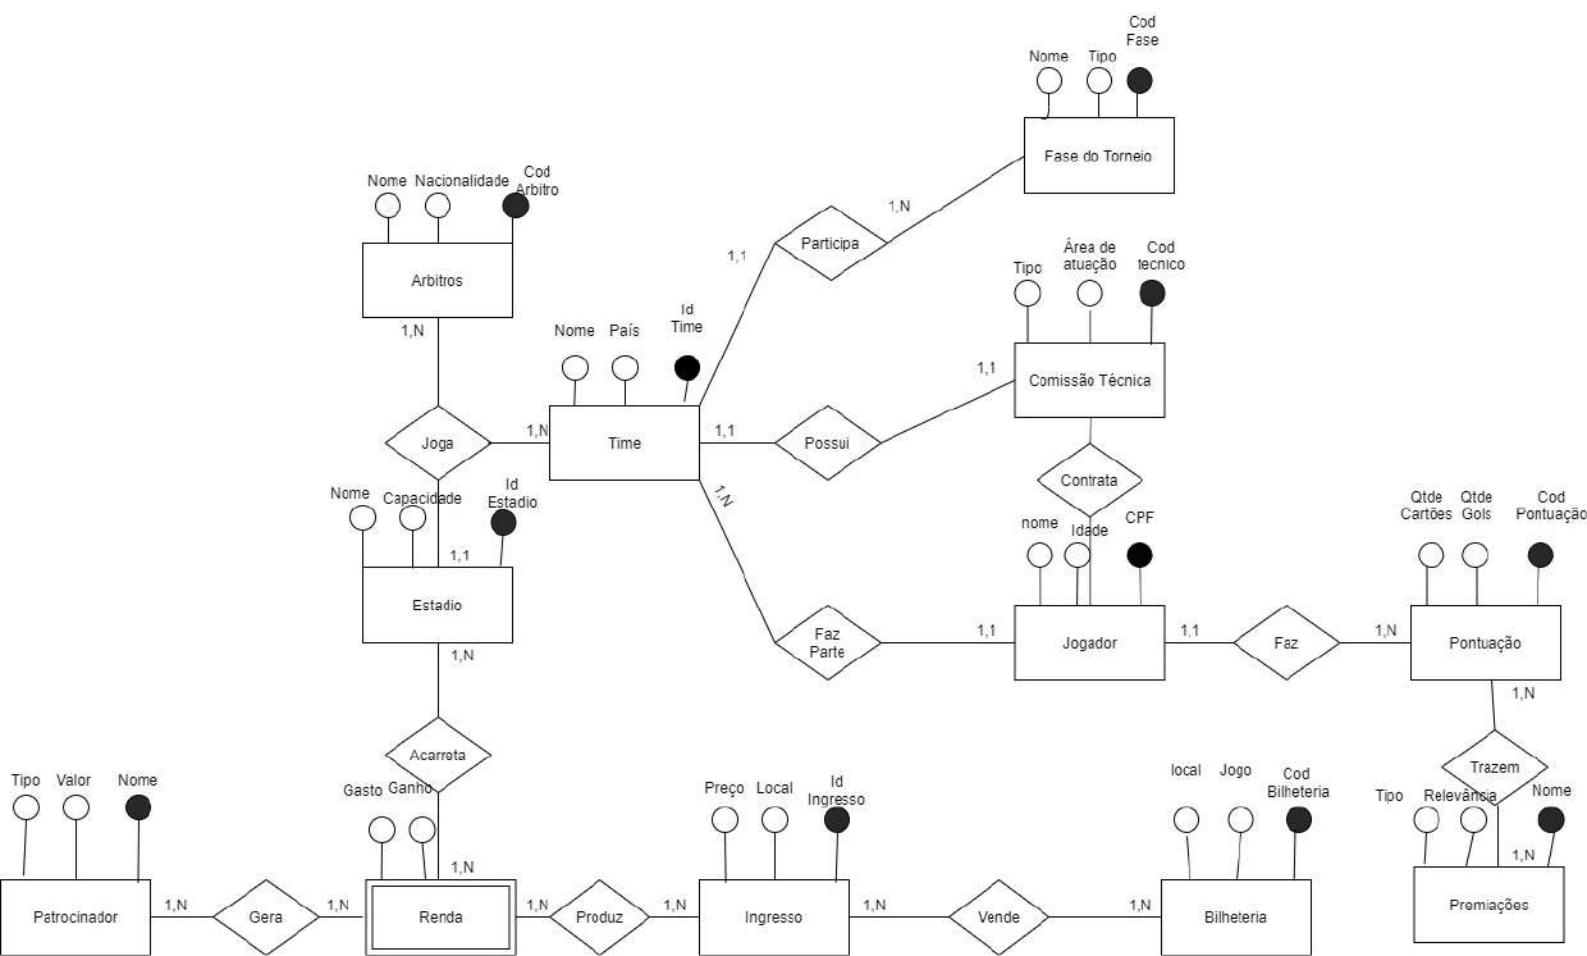 Cod
Fase
Nome
Tipo
Fase do Torneio
Cod
Arbitro
Nome
Nacionalidade
Arbitros
1,N
Participa
1,1
1,N
Área de
atuação
Cod
tecnico
Tipo
Comissão Técnica
1,1
Id
Time
Nome
País
Time
1,N
1,1
Possui
Joga
1,N
Contrata
Id
Estadio
Nome
Capacidade
1,1
Estadio
1,N
nome
Idade
CPF
Qtde
Cartões
Qtde
Gols
Cod
Pontuação
Faz
Parte
1,1
Jogador
1,1
Faz
1,N
Pontuação
1,N
Acarreta
Trazem
Tipo
Valor
Nome
Gasto
Ganho
Preço
Local
Id
Ingresso
local
Jogo
Cod
Bilheteria
Tipo
Relevância
Nome
1,N
1,N
Patrocinador
1,N
Gera
1,N
Renda
1,N
Produz
1,N
Ingresso
1,N
Vende
1,N
Bilheteria
Premiações